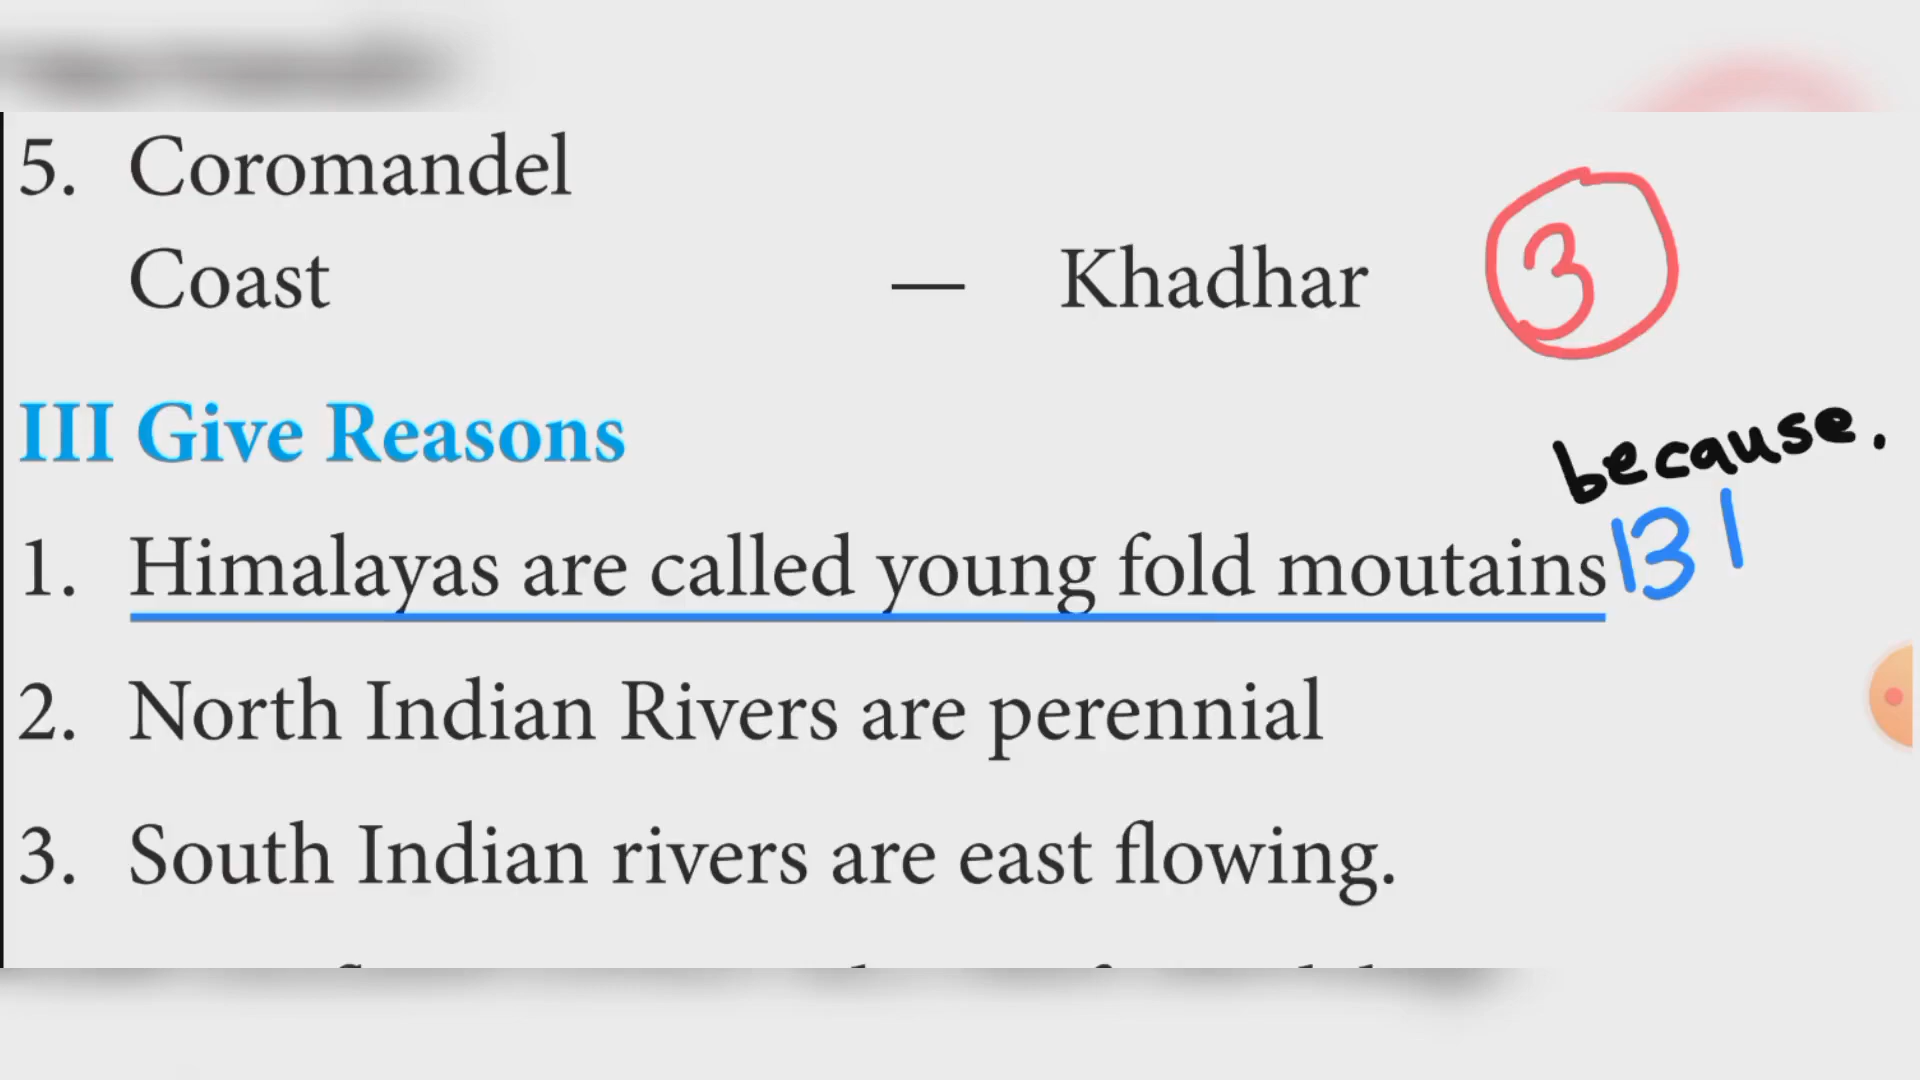 5. Coromandel
Coast — Khadhar 3
III Give Reasons
because.
1. Himalayas are called young fold moutains 131
2. North Indian Rivers are perennial
3. South Indian rivers are east flowing.